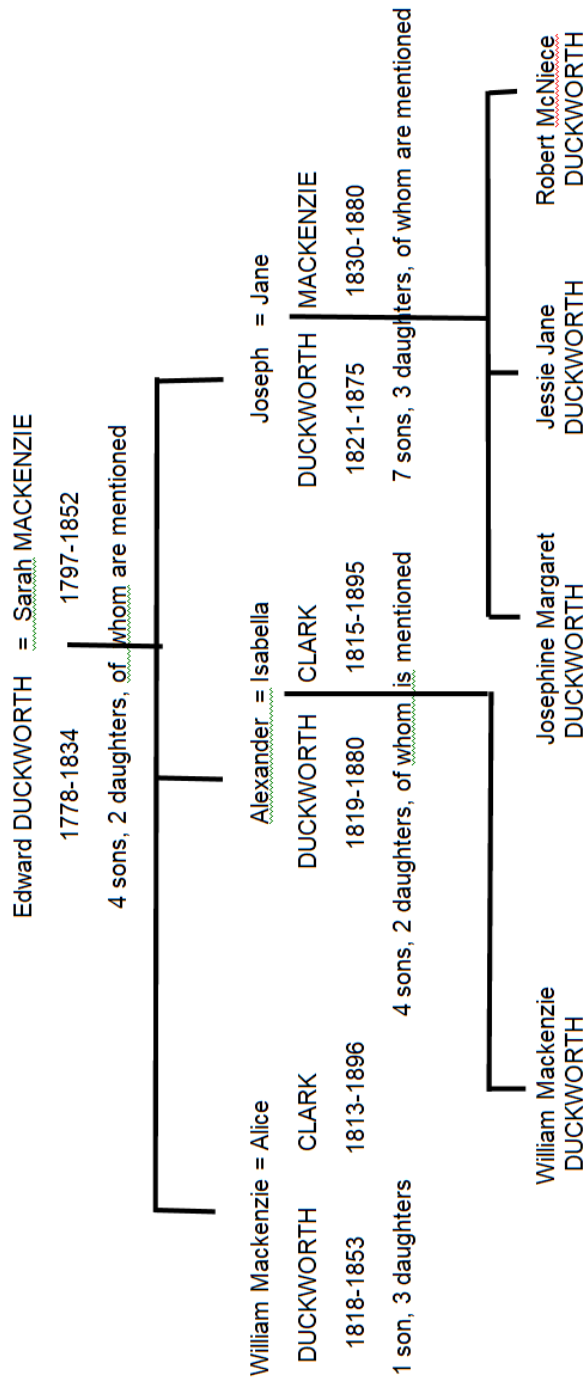 Edward DUCKWORTH = Sarah MACKENZIE
1778-1834 1797-1852
4 sons, 2 daughters, of whom are mentioned
William Mackenzie = Alice
DUCKWORTH CLARK
1818-1853 1813-1896
1 son, 3 daughters
Alexander = Isabella
DUCKWORTH CLARK
1819-1880 1815-1895
4 sons, 2 daughters, of whom is mentioned
Joseph = Jane
DUCKWORTH MACKENZIE
1821-1875 1830-1880
7 sons, 3 daughters, of whom are mentioned
William Mackenzie
DUCKWORTH
Josephine Margaret
DUCKWORTH
Jessie Jane
DUCKWORTH
Robert McNiece
DUCKWORTH